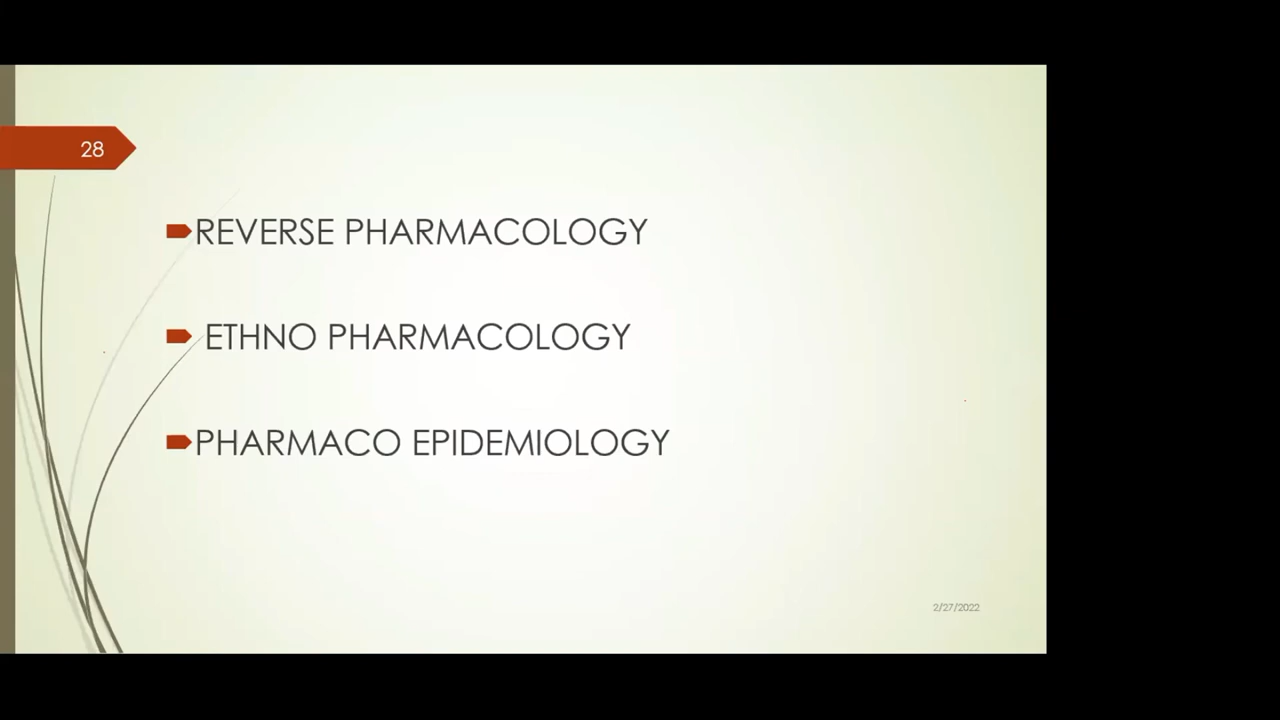 28
REVERSE PHARMACOLOGY
ETHNO PHARMACOLOGY
PHARMACO EPIDEMIOLOGY
2/27/2022